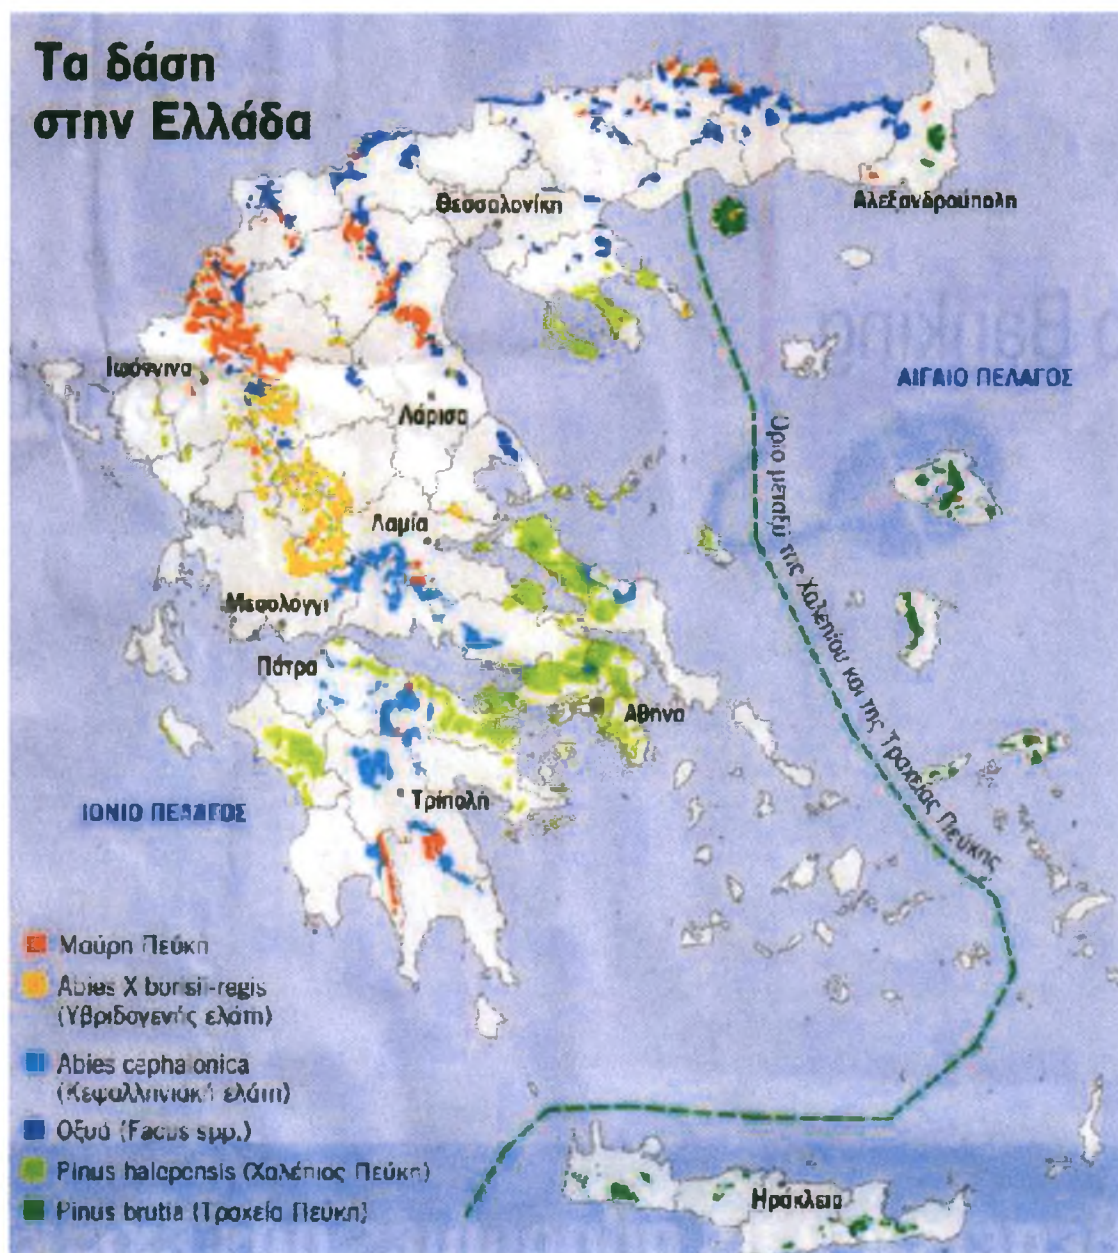 Τα δάση
στην Ελλάδα
Θεσσαλονίκη
Αλεξανδρούπολη
Ιωάννινα
ΑΙΓΑΙΟ ΠΕΛΑΓΟΣ
Λάρισα
Όριο μεταξύ της Χαλεπίου και της Τραχείας Πεύκης
Λαμία
Μεσολόγγι
Πάτρα
Αθήνα
Τρίπολη
ΙΟΝΙΟ ΠΕΛΑΓΟΣ
Μαύρη Πεύκη
Abies X borisii-regis
(Υβριδογενής ελάτη)
Abies cephalonica
(Κεφαλληνιακή ελάτη)
Οξυά (Facus spp.)
Pinus halepensis (Χαλέπιος Πεύκη)
Pinus brutia (Τραχεία Πεύκη)
Ηράκλειο